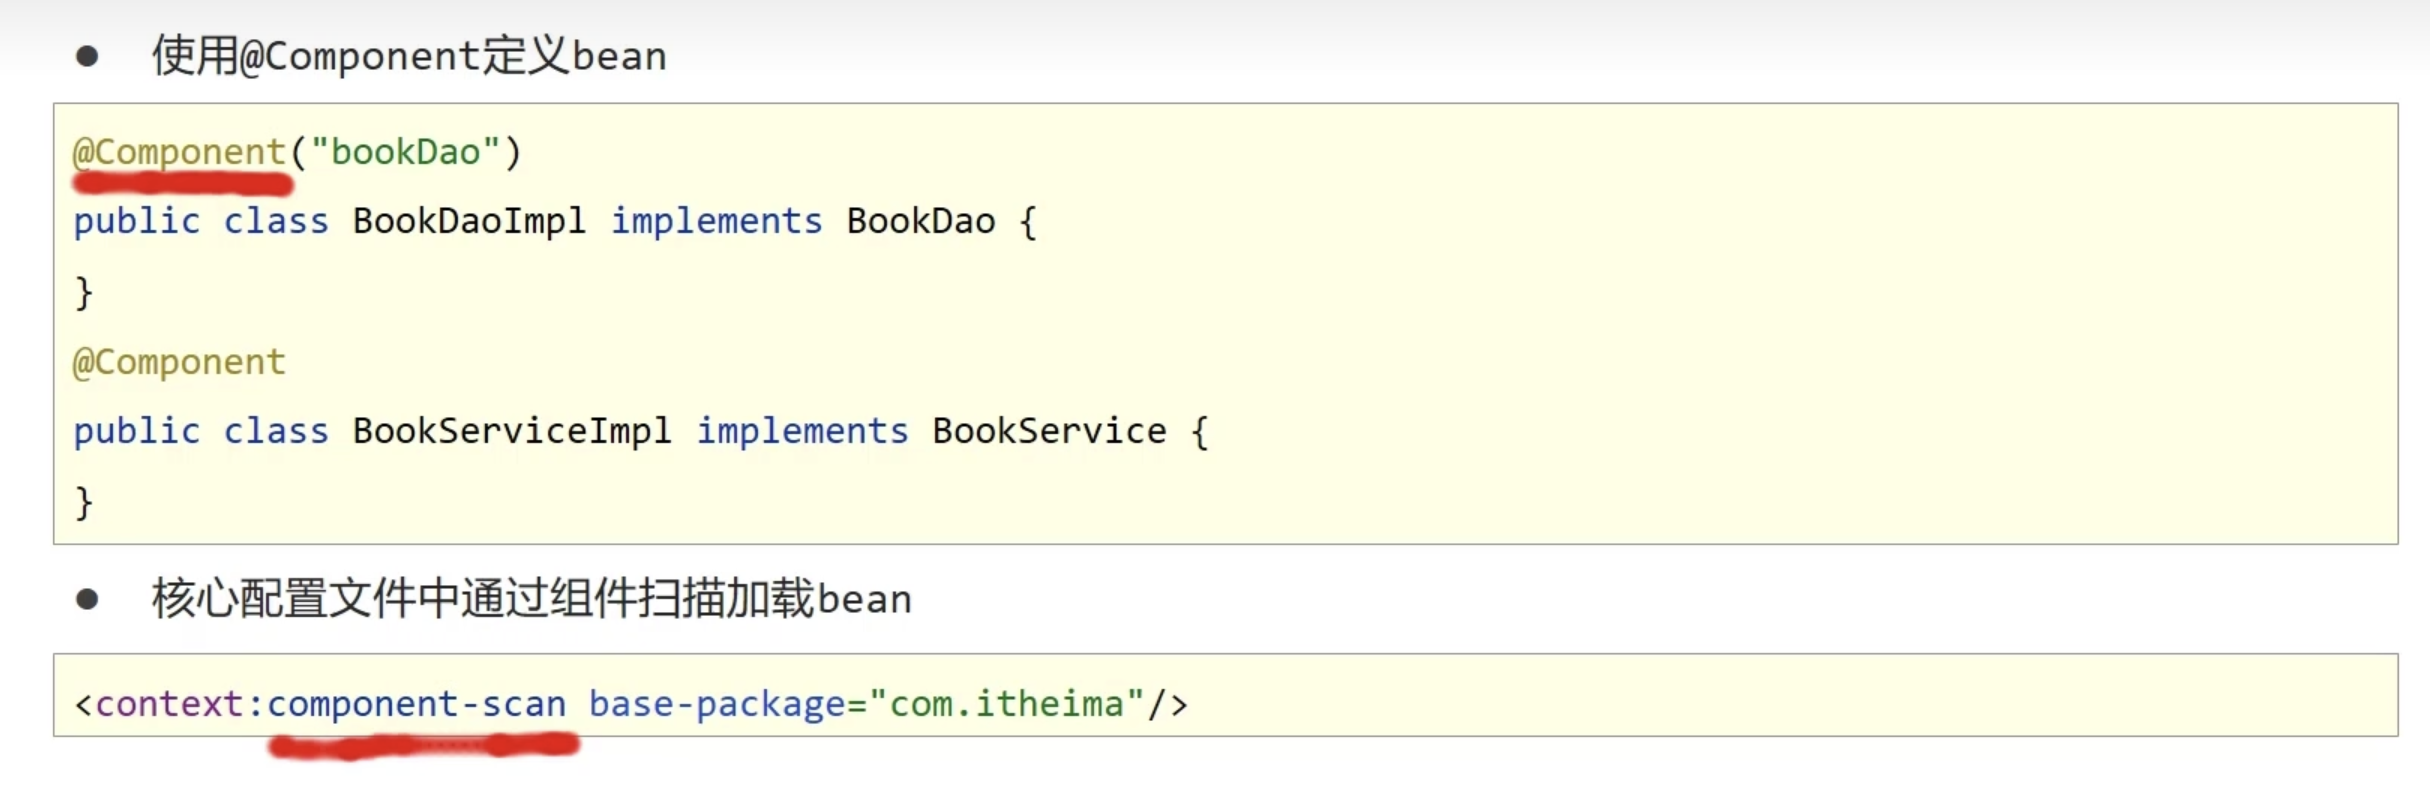 ● 使用@Component定义bean
@Component("bookDao")
public class BookDaoImpl implements BookDao {
}
@Component
public class BookServiceImpl implements BookService {
}
● 核心配置文件中通过组件扫描加载bean
<context:component-scan base-package="com.itheima"/>